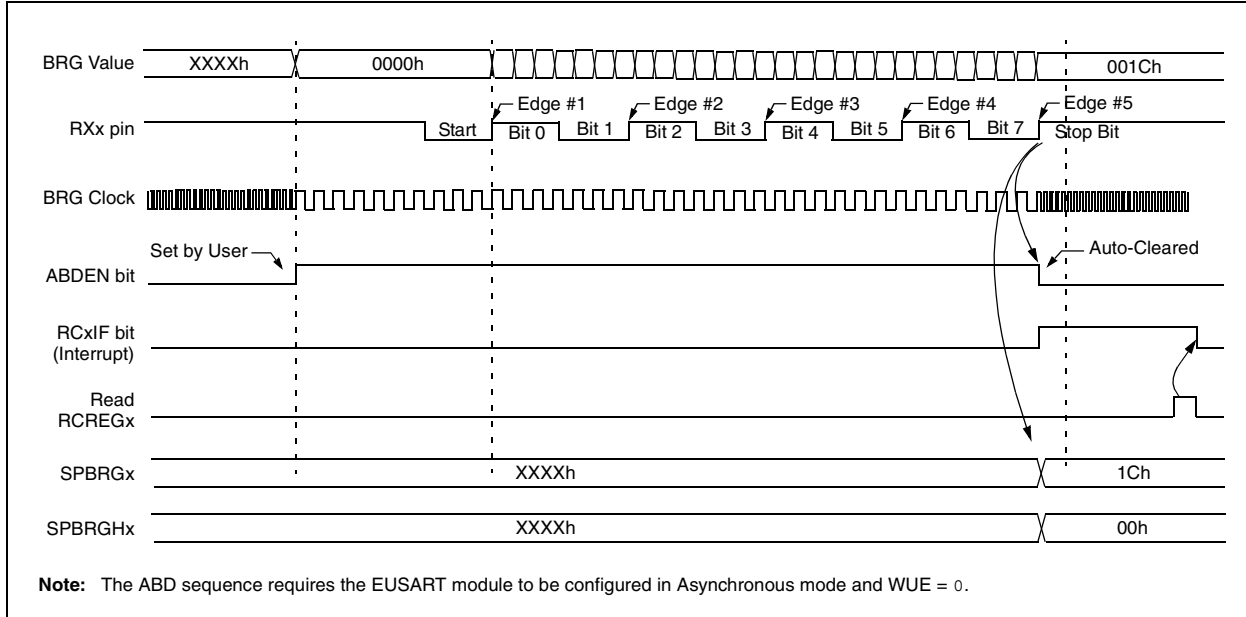 BRG Value XXXXh 0000h 001Ch
Edge #1 Edge #2 Edge #3 Edge #4 Edge #5
RXx pin Start Bit 0 Bit 1 Bit 2 Bit 3 Bit 4 Bit 5 Bit 6 Bit 7 Stop Bit
BRG Clock
Set by User Auto-Cleared
ABDEN bit
RCxIF bit
(Interrupt)
Read
RCREGx
SPBRGx XXXXh 1Ch
SPBRGHx XXXXh 00h
Note: The ABD sequence requires the EUSART module to be configured in Asynchronous mode and WUE = 0.